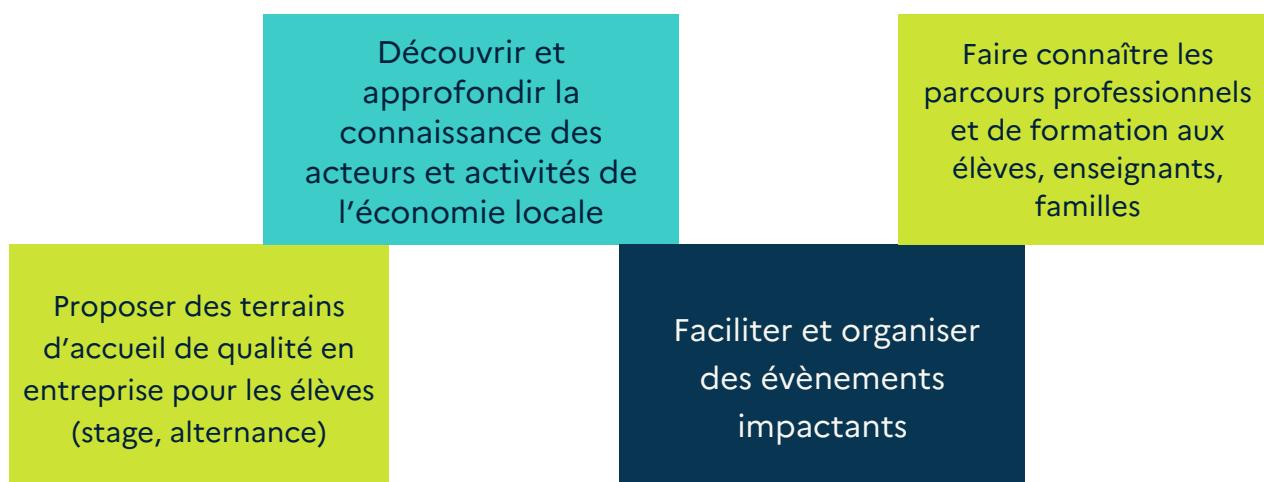 Découvrir et
approfondir la
connaissance des
acteurs et activités de
l’économie locale
Faire connaître les
parcours professionnels
et de formation aux
élèves, enseignants,
familles
Proposer des terrains
d’accueil de qualité en
entreprise pour les élèves
(stage, alternance)
Faciliter et organiser
des évènements
impactants